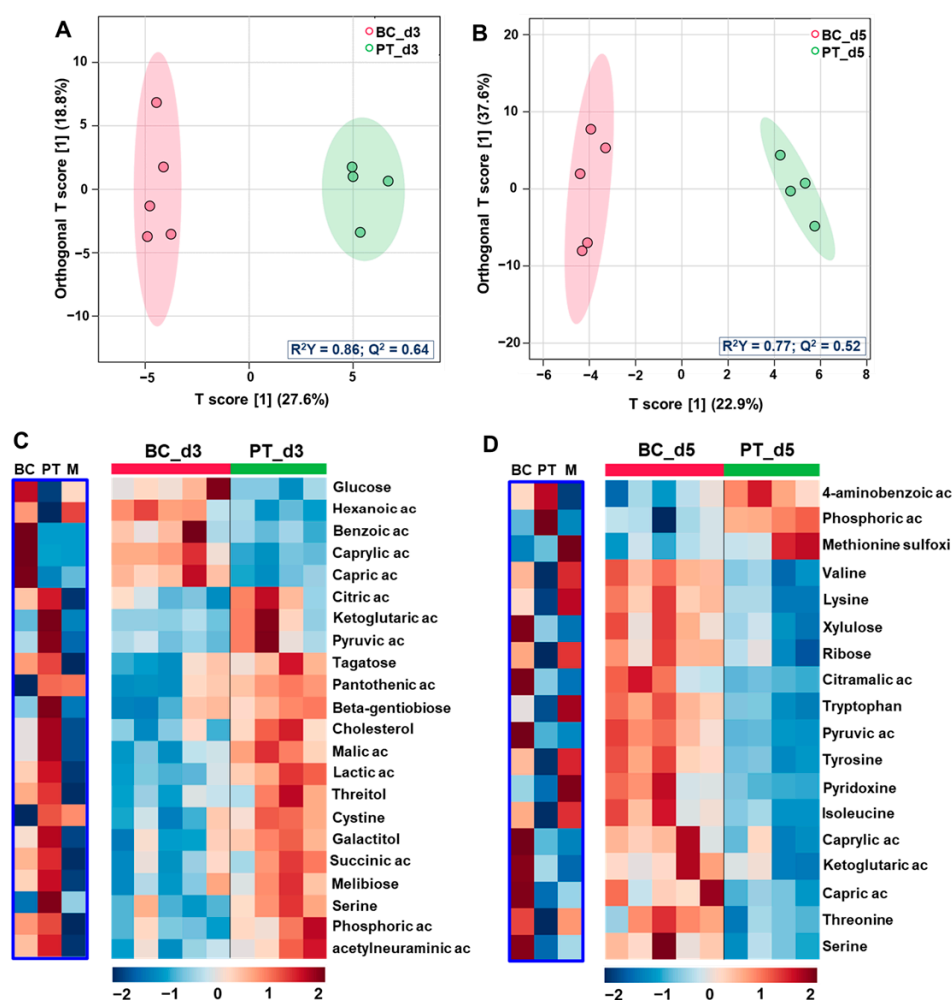 A
BC_d3
PT_d3
Orthogonal T score [1] (18.8%)
10
5
0
−5
−10
R²Y = 0.86; Q² = 0.64
−5
0
5
T score [1] (27.6%)
B
BC_d5
PT_d5
Orthogonal T score [1] (37.6%)
20
10
0
−10
−20
R²Y = 0.77; Q² = 0.52
−6
−4
−2
0
2
4
6
8
T score [1] (22.9%)
C
BC PT M
BC_d3
PT_d3
Glucose
Hexanoic ac
Benzoic ac
Caprylic ac
Capric ac
Citric ac
Ketoglutaric ac
Pyruvic ac
Tagatose
Pantothenic ac
Beta-gentiobiose
Cholesterol
Malic ac
Lactic ac
Threitol
Cystine
Galactitol
Succinic ac
Melibiose
Serine
Phosphoric ac
acetylneuraminic ac
−2 −1 0 1 2
D
BC PT M
BC_d5
PT_d5
4-aminobenzoic ac
Phosphoric ac
Methionine sulfoxi
Valine
Lysine
Xylulose
Ribose
Citramalic ac
Tryptophan
Pyruvic ac
Tyrosine
Pyridoxine
Isoleucine
Caprylic ac
Ketoglutaric ac
Capric ac
Threonine
Serine
−2 −1 0 1 2